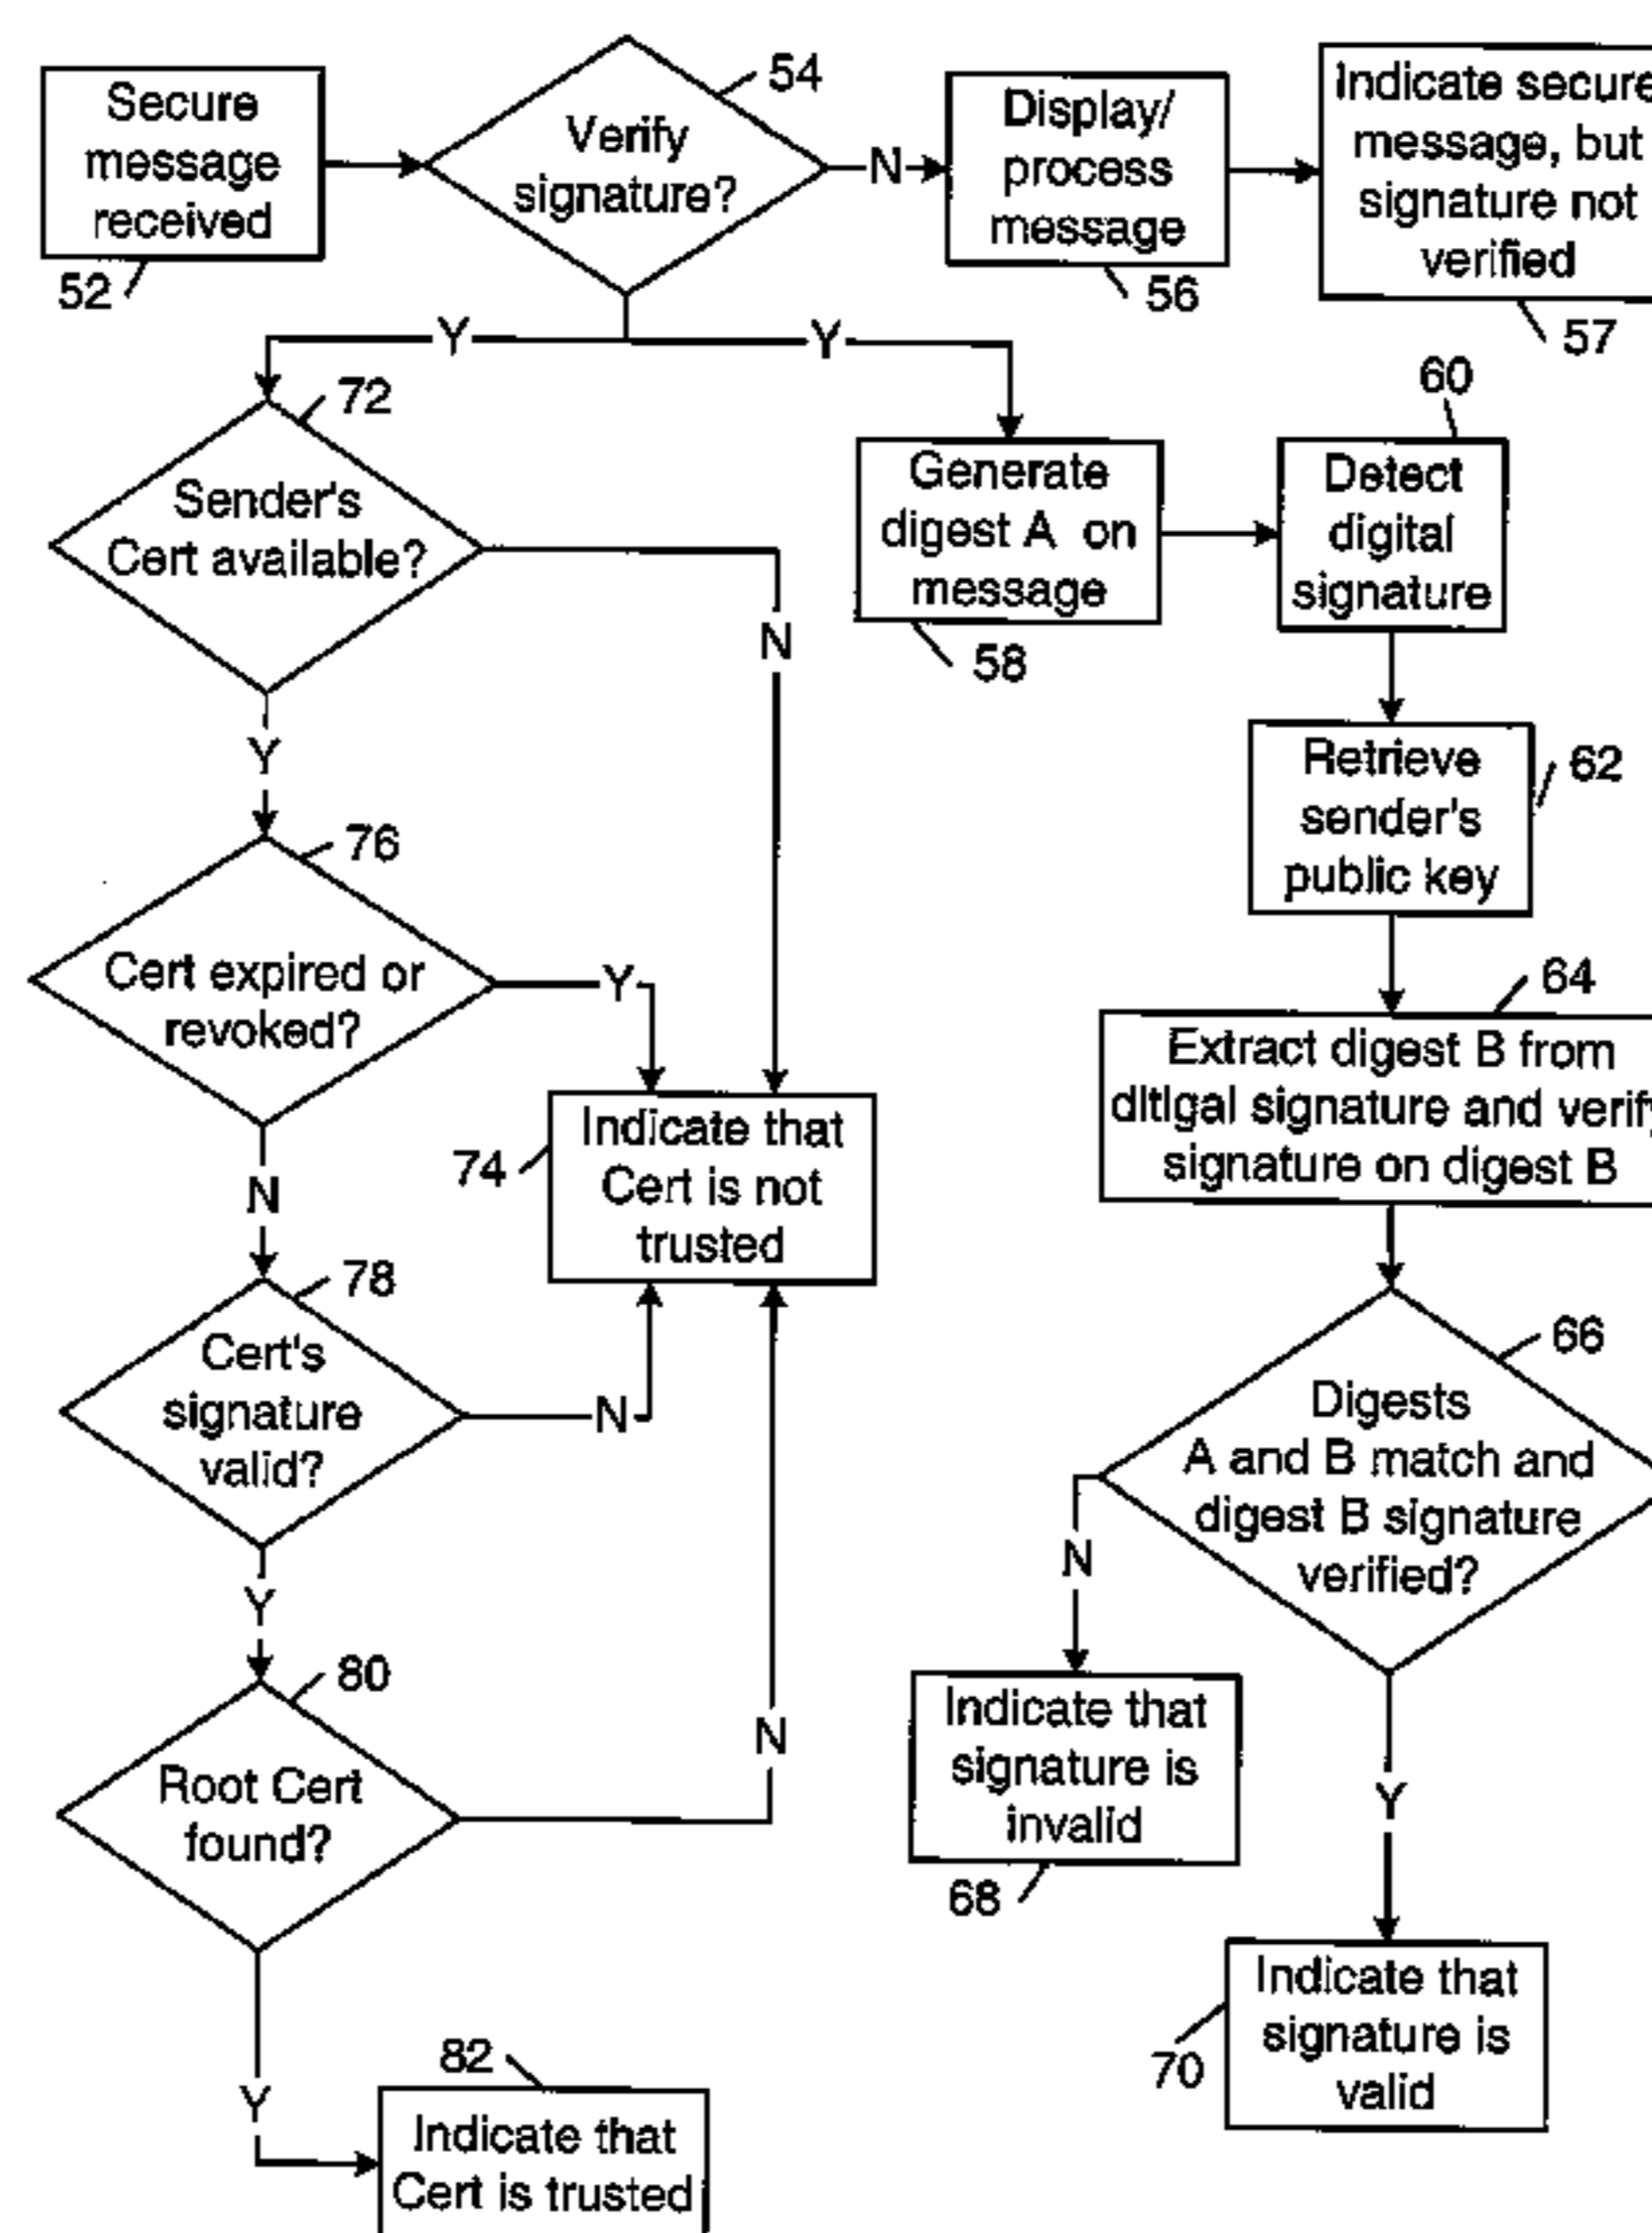 Secure
message
received
52
Verify
signature?
54
N
Display/
process
message
56
Indicate secure
message, but
signature not
verified
57
Y
Y
72
Sender's
Cert available?
N
Y
Generate
digest A on
message
58
60
Detect
digital
signature
Retrieve
sender's
public key
62
76
Cert expired or
revoked?
Y
N
74
Indicate that
Cert is not
trusted
64
Extract digest B from
ditigal signature and verify
signature on digest B
78
Cert's
signature
valid?
N
Y
66
Digests
A and B match and
digest B signature
verified?
N
Y
80
Root Cert
found?
N
Y
Indicate that
signature is
invalid
68
Indicate that
signature is
valid
70
82
Indicate that
Cert is trusted